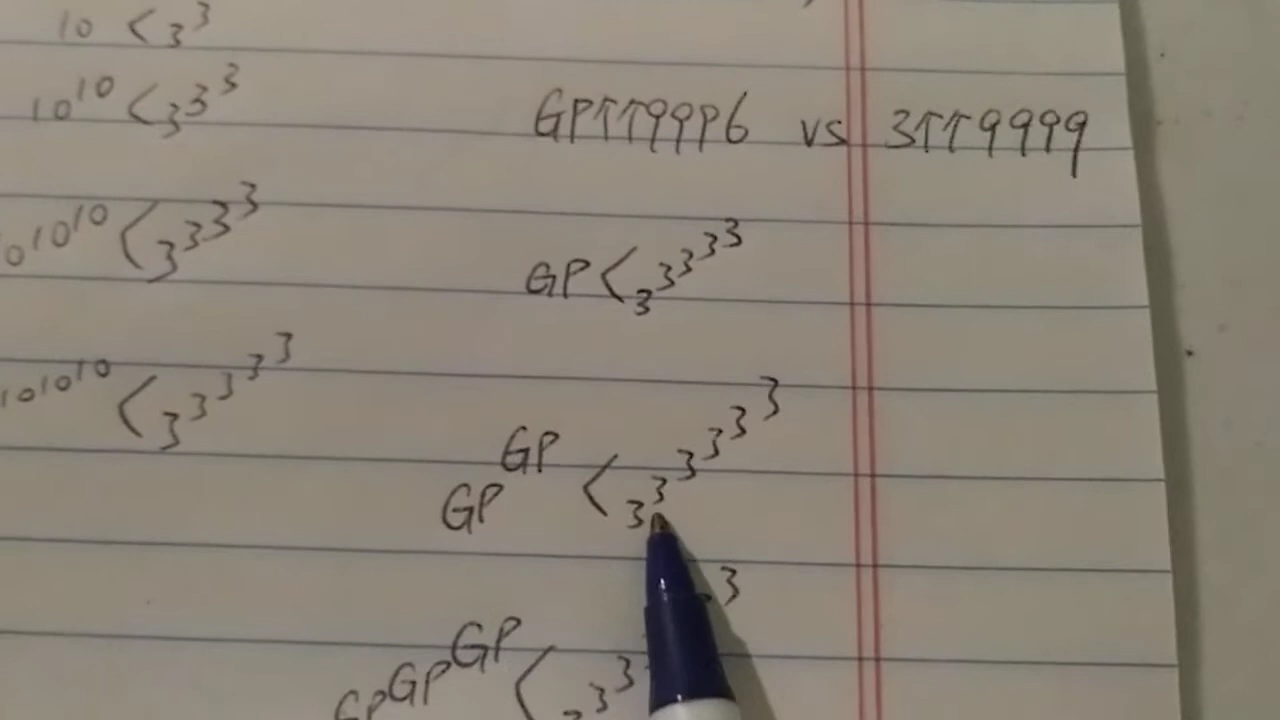 10 < 3^3
10^10 < 3^3^3
GP↑↑9996 vs 3↑↑9999
10^10^10 < 3^3^3^3
GP < 3^3^3^3^3
10^10^10^10 < 3^3^3^3^3
GP^GP < 3^3^3^3^3^3
GP^GP^GP < 3 3 3